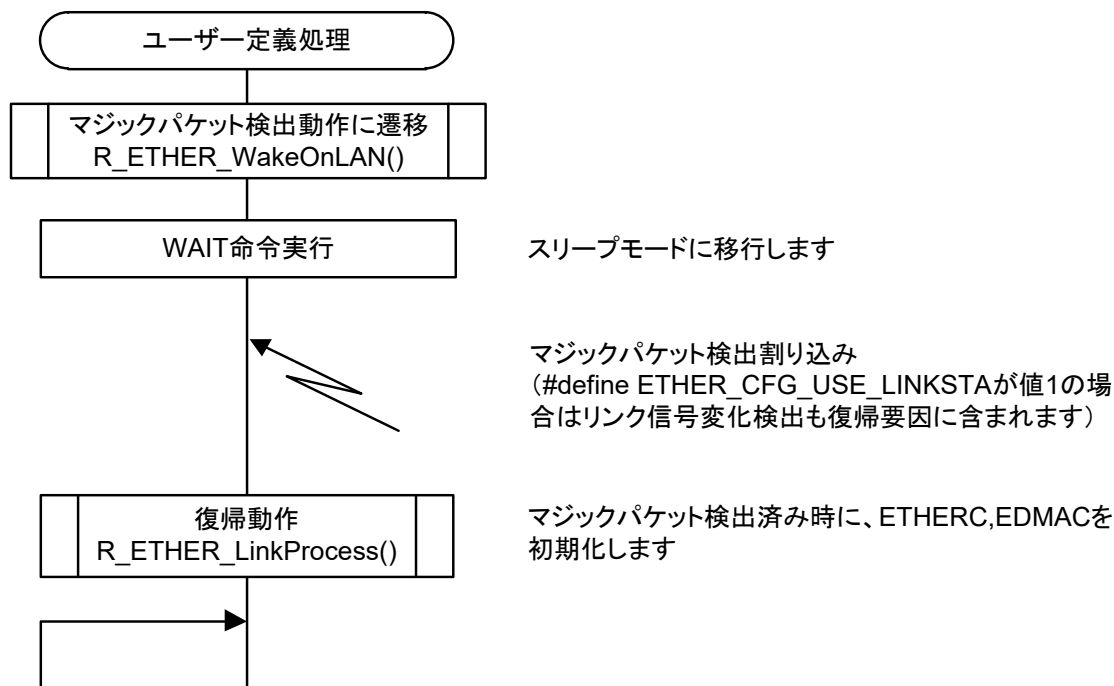 ユーザー定義処理
マジックパケット検出動作に遷移
R_ETHER_WakeOnLAN()
WAIT命令実行
スリープモードに移行します
マジックパケット検出割り込み
（#define ETHER_CFG_USE_LINKSTAが値1の場
合はリンク信号変化検出も復帰要因に含まれます）
復帰動作
R_ETHER_LinkProcess()
マジックパケット検出済み時に、ETHERC,EDMACを
初期化します